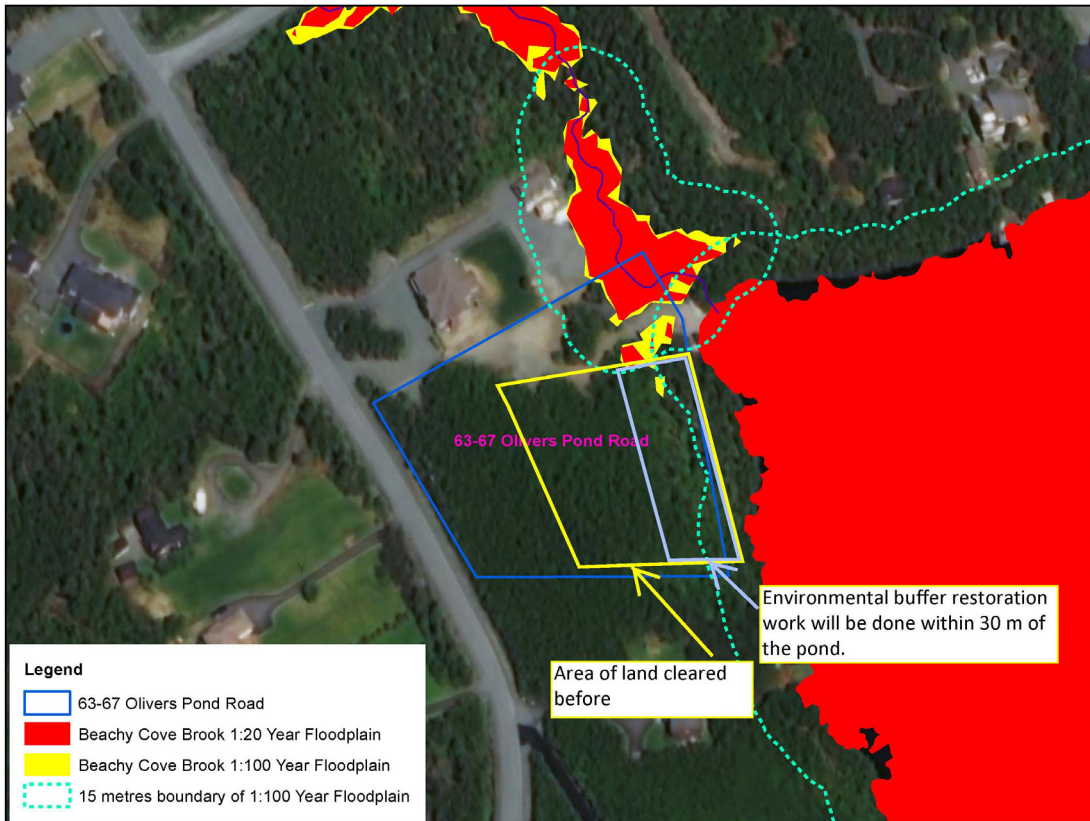 63-67 Olivers Pond Road
Environmental buffer restoration
work will be done within 30 m of
the pond.
Area of land cleared
before
Legend
63-67 Olivers Pond Road
Beachy Cove Brook 1:20 Year Floodplain
Beachy Cove Brook 1:100 Year Floodplain
15 metres boundary of 1:100 Year Floodplain